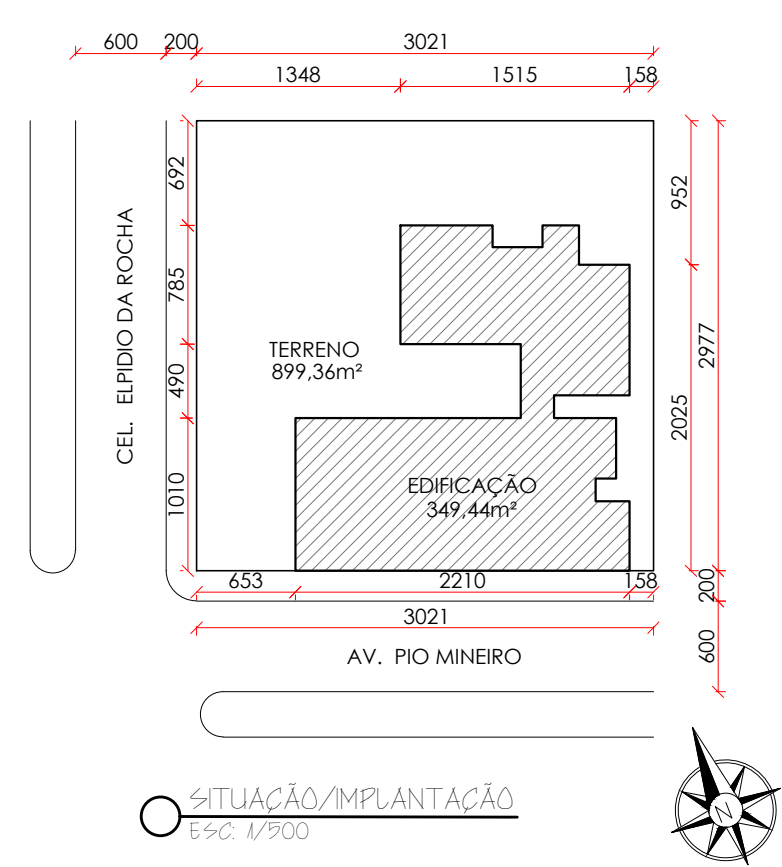 600
200
3021
1348
1515
158
692
785
490
1010
CEL. ELPIDIO DA ROCHA
TERRENO
899,36m²
EDIFICAÇÃO
349,44m²
952
2977
2025
200
600
653
2210
158
3021
AV. PIO MINEIRO
SITUAÇÃO/IMPLANTAÇÃO
ESC: 1/500
N